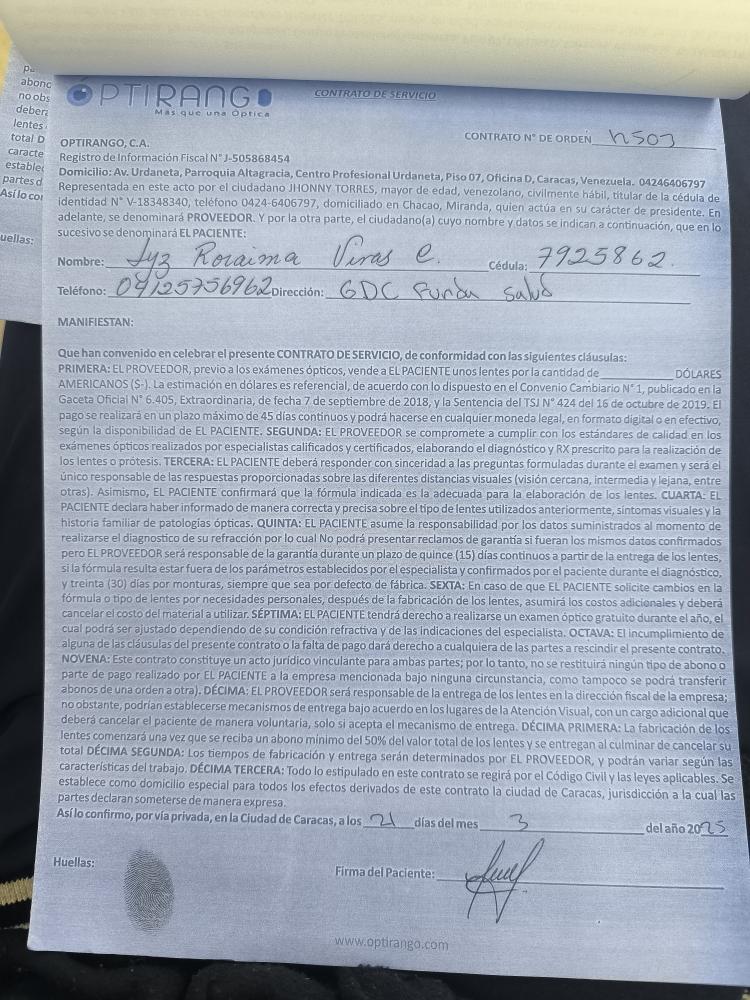 abono
no obs
debera
lentes
total D
caracte
estable
partes d
Así lo con
uellas:
OPTIRANGO
Más que una Óptica
CONTRATO DE SERVICIO
CONTRATO N° DE ORDEN
OPTIRANGO, C.A.
Registro de Información Fiscal N° J-505868454
Domicilio: Av. Urdaneta, Parroquia Altagracia, Centro Profesional Urdaneta, Piso 07, Oficina D, Caracas, Venezuela. 04246406797
Representada en este acto por el ciudadano JHONNY TORRES, mayor de edad, venezolano, civilmente hábil, titular de la cédula de
identidad N° V-18348340, teléfono 0424-6406797, domiciliado en Chacao, Miranda, quien actúa en su carácter de presidente. En
adelante, se denominará PROVEEDOR. Y por la otra parte, el ciudadano(a) cuyo nombre y datos se indican a continuación, que en lo
sucesivo se denominará EL PACIENTE:
Nombre: Roraima C. Cédula: 7925862.
Teléfono: 04125756962 Dirección: GDC Funda Salud
MANIFIESTAN:
Que han convenido en celebrar el presente CONTRATO DE SERVICIO, de conformidad con las siguientes cláusulas:
PRIMERA: EL PROVEEDOR, previo a los exámenes ópticos, vende a EL PACIENTE unos lentes por la cantidad de DÓLARES
AMERICANOS ($-). La estimación en dólares es referencial, de acuerdo con lo dispuesto en el Convenio Cambiario N° 1, publicado en la
Gaceta Oficial N° 6.405, Extraordinaria, de fecha 7 de septiembre de 2018, y la Sentencia del TSJ N° 424 del 16 de octubre de 2019. El
pago se realizará en un plazo máximo de 45 días continuos y podrá hacerse en cualquier moneda legal, en formato digital o en efectivo,
según la disponibilidad de EL PACIENTE. SEGUNDA: EL PROVEEDOR se compromete a cumplir con los estándares de calidad en los
exámenes ópticos realizados por especialistas calificados y certificados, elaborando el diagnóstico y RX prescrito para la realización de
los lentes o prótesis. TERCERA: EL PACIENTE deberá responder con sinceridad a las preguntas formuladas durante el examen y será el
único responsable de las respuestas proporcionadas sobre las diferentes distancias visuales (visión cercana, intermedia y lejana, entre
otras). Asimismo, EL PACIENTE confirmará que la fórmula indicada es la adecuada para la elaboración de los lentes. CUARTA: EL
PACIENTE declara haber informado de manera correcta y precisa sobre el tipo de lentes utilizados anteriormente, síntomas visuales y la
historia familiar de patologías ópticas. QUINTA: EL PACIENTE asume la responsabilidad por los datos suministrados al momento de
realizarse el diagnostico de su refracción por lo cual No podrá presentar reclamos de garantía si fueran los mismos datos confirmados
pero EL PROVEEDOR será responsable de la garantía durante un plazo de quince (15) días continuos a partir de la entrega de los lentes,
si la fórmula resulta estar fuera de los parámetros establecidos por el especialista y confirmados por el paciente durante el diagnóstico,
y treinta (30) días por monturas, siempre que sea por defecto de fábrica. SEXTA: En caso de que EL PACIENTE solicite cambios en la
fórmula o tipo de lentes por necesidades personales, después de la fabricación de los lentes, asumirá los costos adicionales y deberá
cancelar el costo del material a utilizar. SÉPTIMA: EL PACIENTE tendrá derecho a realizarse un examen óptico gratuito durante el año, el
cual podrá ser ajustado dependiendo de su condición refractiva y de las indicaciones del especialista. OCTAVA: El incumplimiento de
alguna de las cláusulas del presente contrato o la falta de pago dará derecho a cualquiera de las partes a rescindir el presente contrato.
NOVENA: Este contrato constituye un acto jurídico vinculante para ambas partes; por lo tanto, no se restituirá ningún tipo de abono o
parte de pago realizado por EL PACIENTE a la empresa mencionada bajo ninguna circunstancia, como tampoco se podrá transferir
abonos de una orden a otra). DÉCIMA: EL PROVEEDOR será responsable de la entrega de los lentes en la dirección fiscal de la empresa;
no obstante, podrían establecerse mecanismos de entrega bajo acuerdo en los lugares de la Atención Visual, con un cargo adicional que
deberá cancelar el paciente de manera voluntaria, solo si acepta el mecanismo de entrega. DÉCIMA PRIMERA: La fabricación de los
lentes comenzará una vez que se reciba un abono mínimo del 50% del valor total de los lentes y se entregan al culminar de cancelar su
total DÉCIMA SEGUNDA: Los tiempos de fabricación y entrega serán determinados por EL PROVEEDOR, y podrán variar según las
características del trabajo. DÉCIMA TERCERA: Todo lo estipulado en este contrato se regirá por el Código Civil y las leyes aplicables. Se
establece como domicilio especial para todos los efectos derivados de este contrato la ciudad de Caracas, jurisdicción a la cual las
partes declaran someterse de manera expresa.
Así lo confirmo, por vía privada, en la Ciudad de Caracas, a los 21 días del mes 3 del año 2025
Huellas:
Firma del Paciente:
www.optirango.com